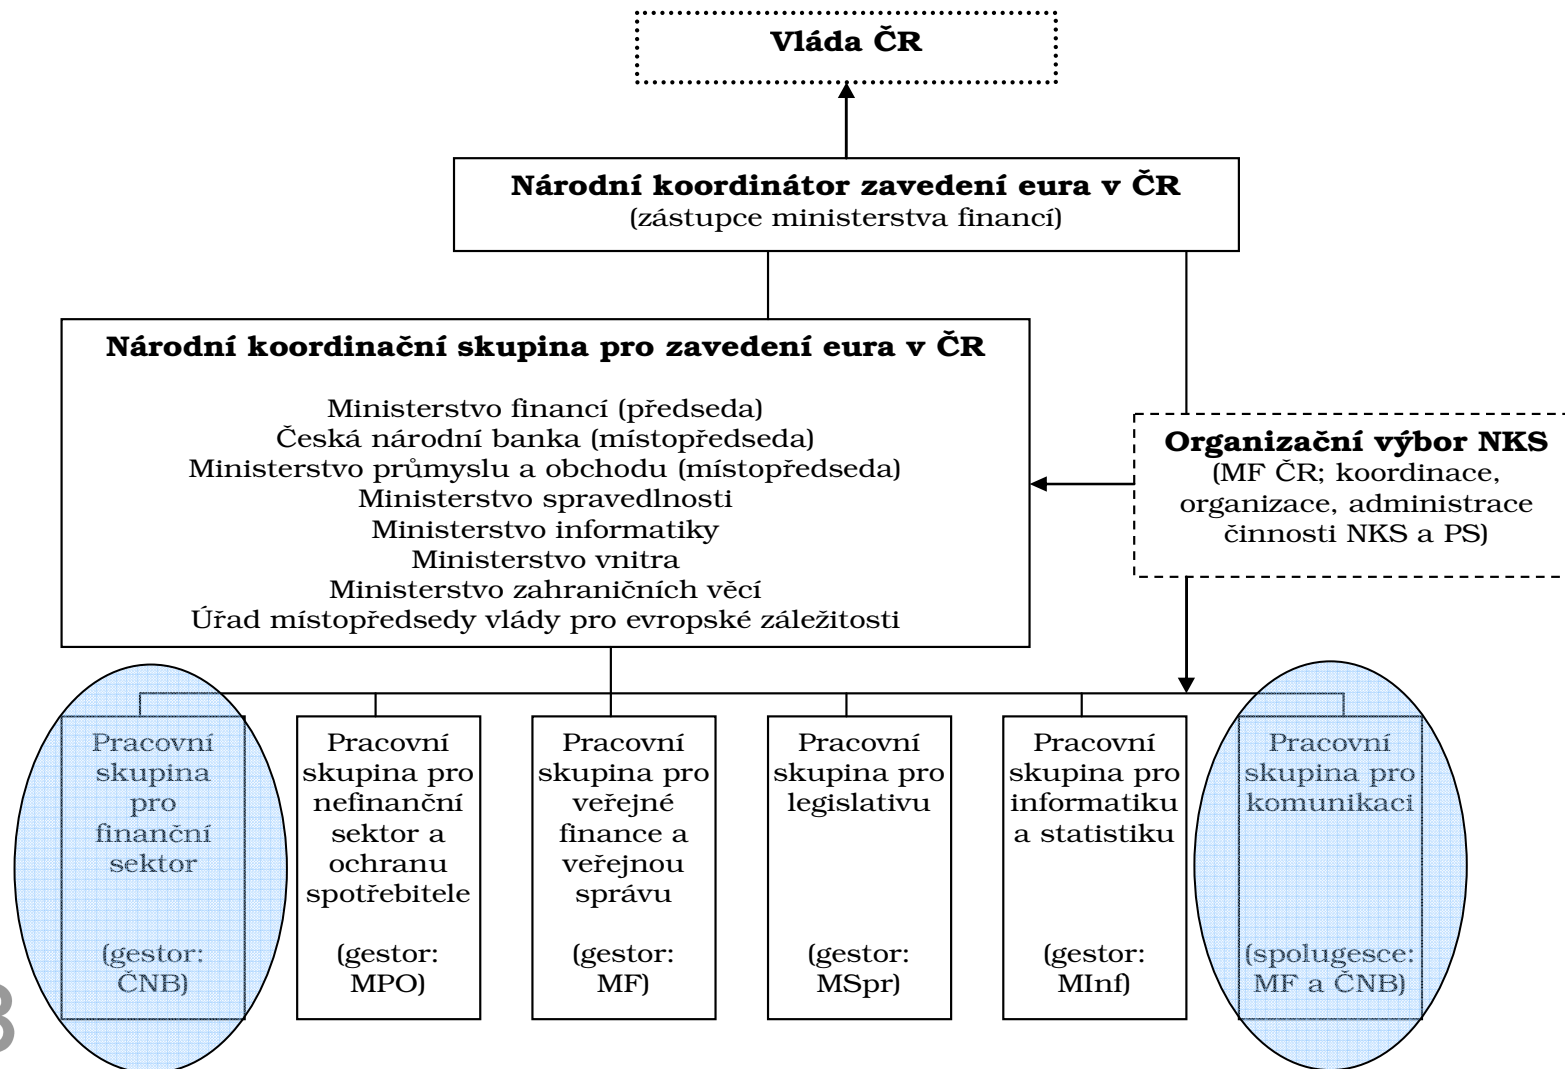 Vláda ČR
Národní koordinátor zavedení eura v ČR
(zástupce ministerstva financí)
Národní koordinační skupina pro zavedení eura v ČR
Ministerstvo financí (předseda)
Česká národní banka (místopředseda)
Ministerstvo průmyslu a obchodu (místopředseda)
Ministerstvo spravedlnosti
Ministerstvo informatiky
Ministerstvo vnitra
Ministerstvo zahraničních věcí
Úřad místopředsedy vlády pro evropské záležitosti
Organizační výbor NKS
(MF ČR; koordinace,
organizace, administrace
činnosti NKS a PS)
Pracovní
skupina
pro
finanční
sektor
(gestor:
ČNB)
Pracovní
skupina pro
nefinanční
sektor a
ochranu
spotřebitele
(gestor:
MPO)
Pracovní
skupina pro
veřejné
finance a
veřejnou
správu
(gestor:
MF)
Pracovní
skupina pro
legislativu
(gestor:
MSpr)
Pracovní
skupina pro
informatiku
a statistiku
(gestor:
MInf)
Pracovní
skupina pro
komunikaci
(spolugesce:
MF a ČNB)